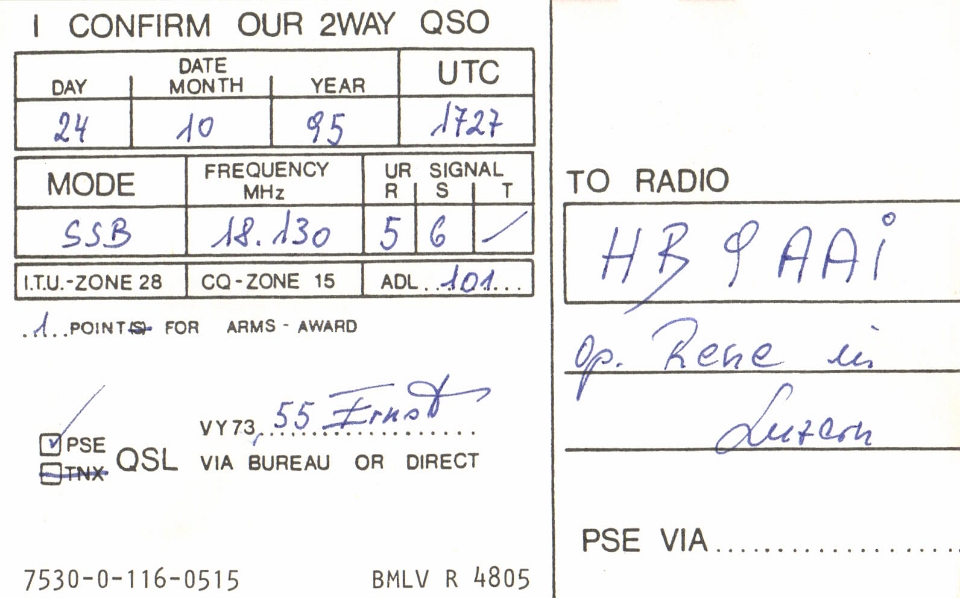 I CONFIRM OUR 2WAY QSO
DATE
DAY MONTH YEAR UTC
24 10 95 1727
MODE FREQUENCY MHz UR SIGNAL R S T
SSB 18.130 5 6 /
I.T.U.-ZONE 28 CQ-ZONE 15 ADL..101...
.1..POINT(S) FOR ARMS-AWARD
VY73,.55 Ernst
PSE
TNX QSL VIA BUREAU OR DIRECT
7530-0-116-0515 BMLV R 4805
TO RADIO
HB9AAI
op. Rene in
Luzern
PSE VIA..................